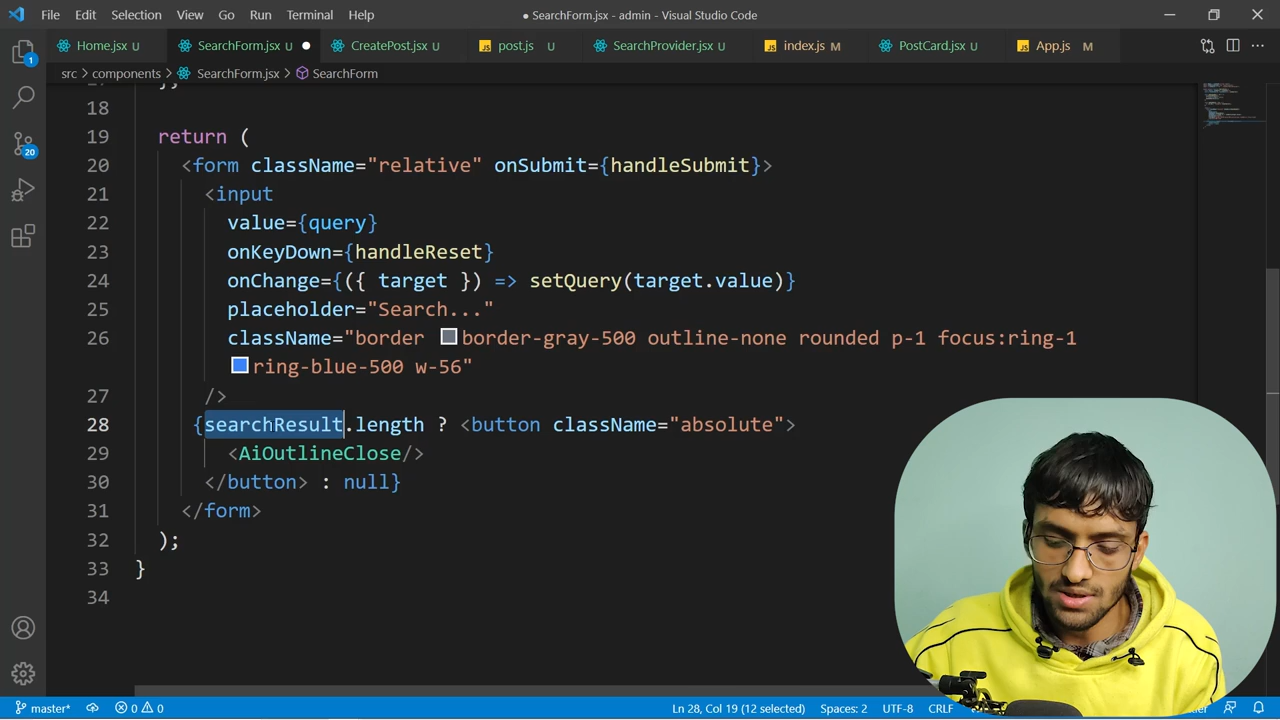 File Edit Selection View Go Run Terminal Help
● SearchForm.jsx - admin - Visual Studio Code
Home.jsx U
SearchForm.jsx U
CreatePost.jsx U
post.js U
SearchProvider.jsx U
index.js M
PostCard.jsx U
App.js M
src > components > SearchForm.jsx > SearchForm
18
19 return (
20 <form className="relative" onSubmit={handleSubmit}>
21 <input
22 value={query}
23 onKeyDown={handleReset}
24 onChange={({ target }) => setQuery(target.value)}
25 placeholder="Search..."
26 className="border border-gray-500 outline-none rounded p-1 focus:ring-1
ring-blue-500 w-56"
27 />
28 {searchResult.length ? <button className="absolute">
29 <AiOutlineClose/>
30 </button> : null}
31 </form>
32 );
33 }
34
1
20
master* 0 0 Ln 28, Col 19 (12 selected) Spaces: 2 UTF-8 CRLF